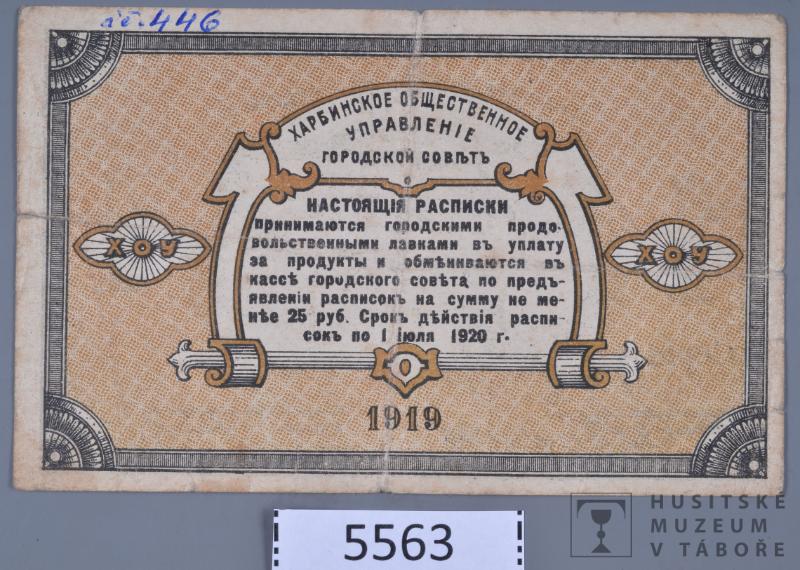 čč. 446
ХАРБИНСКОЕ ОБЩЕСТВЕННОЕ
УПРАВЛЕНІЕ
ГОРОДСКОЙ СОВѢТЪ
НАСТОЯЩІЯ РАСПИСКИ
принимаются городскими продо-
вольственными лавками въ уплату
за продукты и обмѣниваются въ
кассѣ городского совѣта по предъ-
явленіи расписокъ на сумму не ме-
нѣе 25 руб. Срокъ дѣйствія распи-
сокъ по 1 іюля 1920 г.
ХОУ
ХОУ
1919
5563
HUSITSKÉ
MUZEUM
V TÁBOŘE